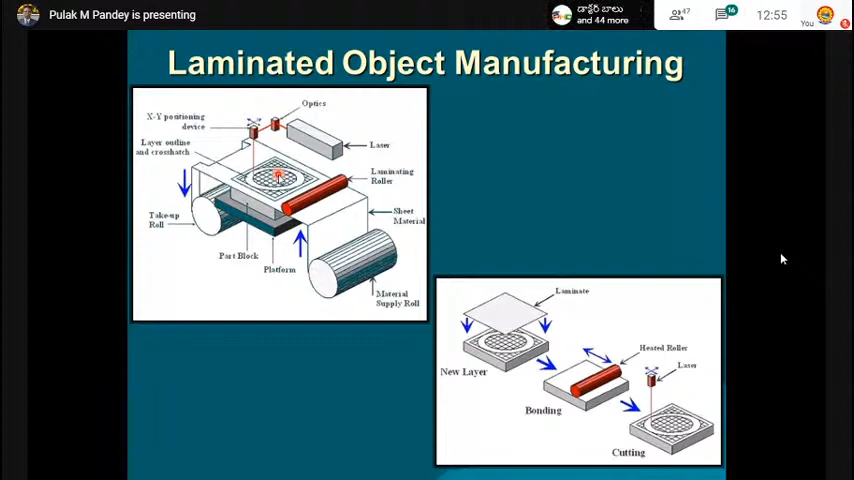 Pulak M Pandey is presenting
డాక్టర్ బాలు
and 44 more
47
16
12:55
You
Laminated Object Manufacturing
Optics
X-Y positioning
device
Layer outline
and crosshatch
Laser
Laminating
Roller
Take-up
Roll
Sheet
Material
Part Block
Platform
Material
Supply Roll
Laminate
New Layer
Heated Roller
Laser
Bonding
Cutting